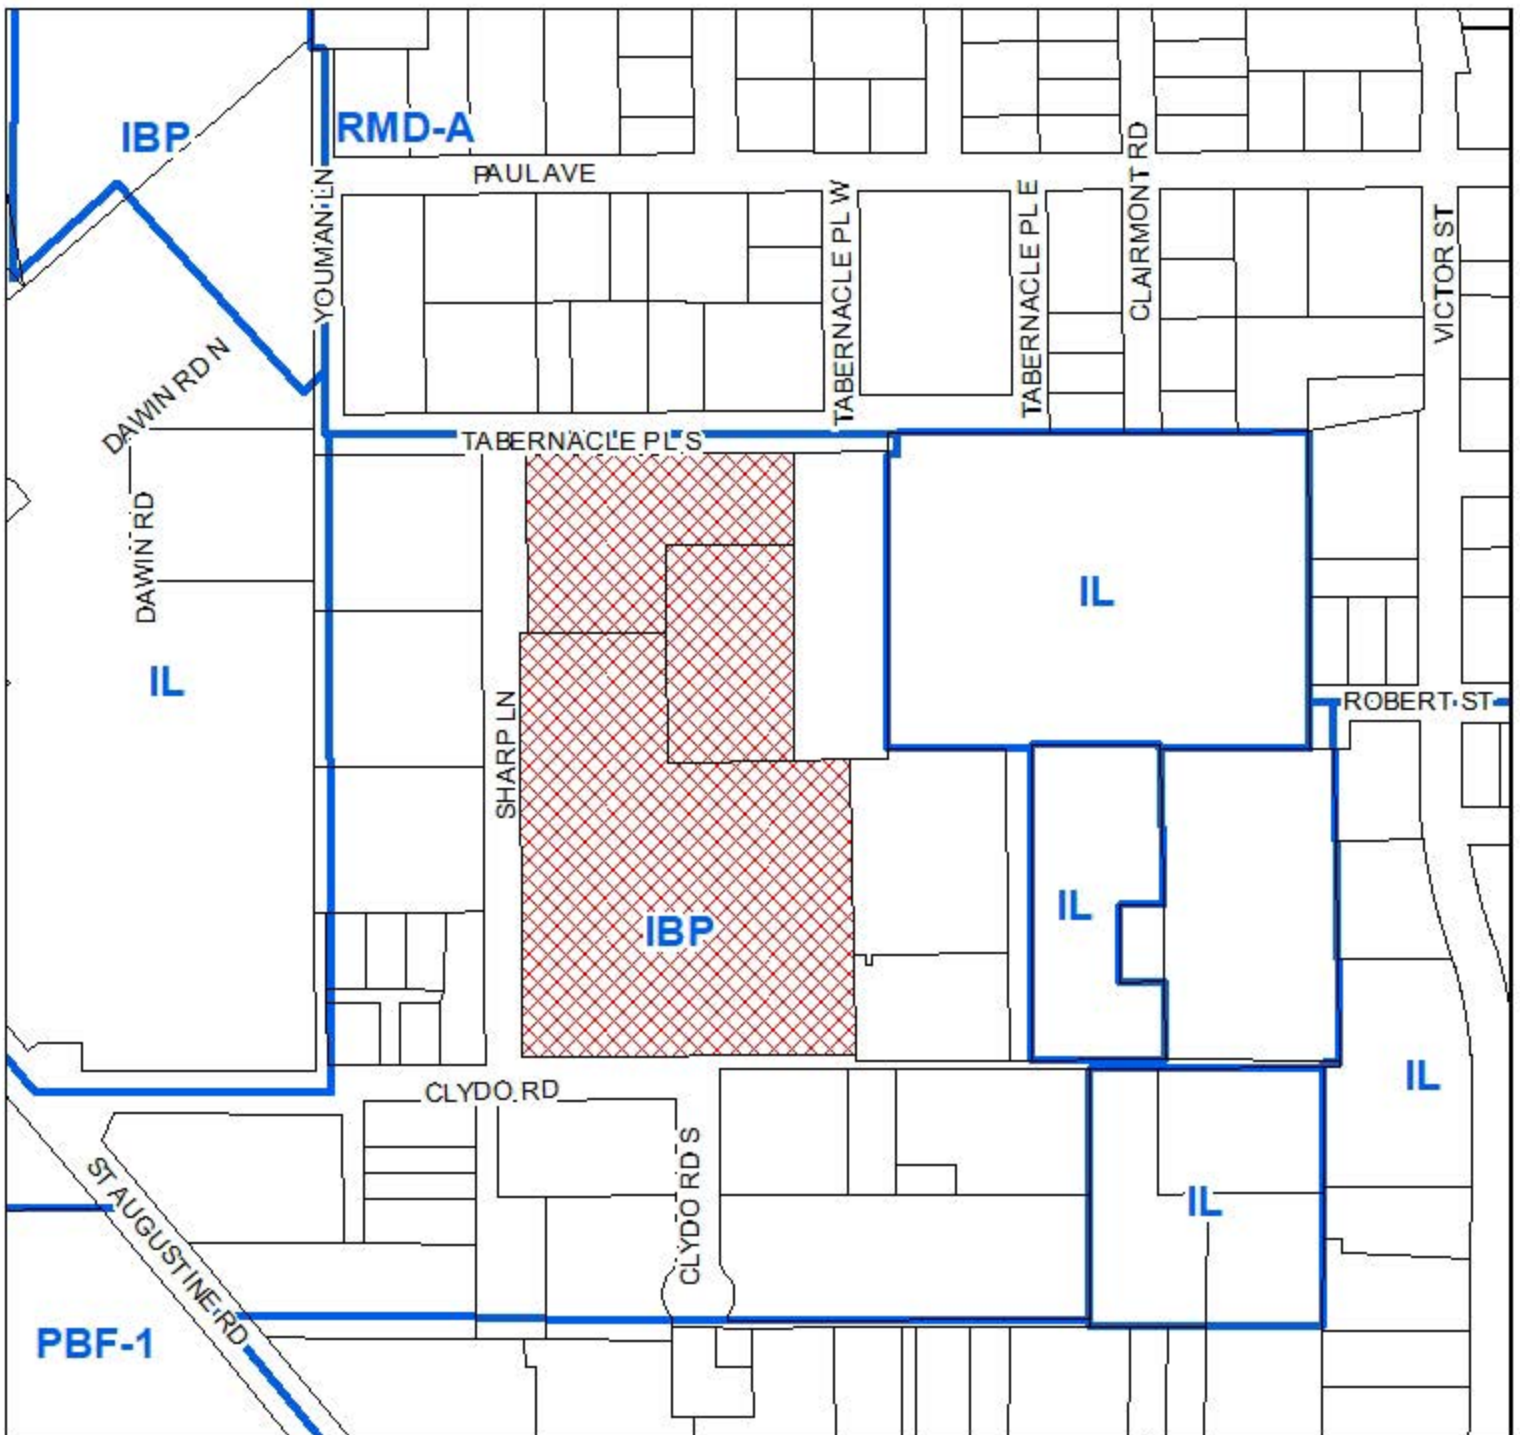 IBP
RMD-A
PAUL AVE
YOUMAN LN
TABERNACLE PL W
TABERNACLE PL E
CLAIRMONT RD
VICTOR ST
DAWIN RD N
TABERNACLE PL S
DAWIN RD
IL
IL
SHARP LN
ROBERT ST
IBP
IL
IL
CLYDO RD
CLYDO RD S
ST AUGUSTINE RD
IL
PBF-1